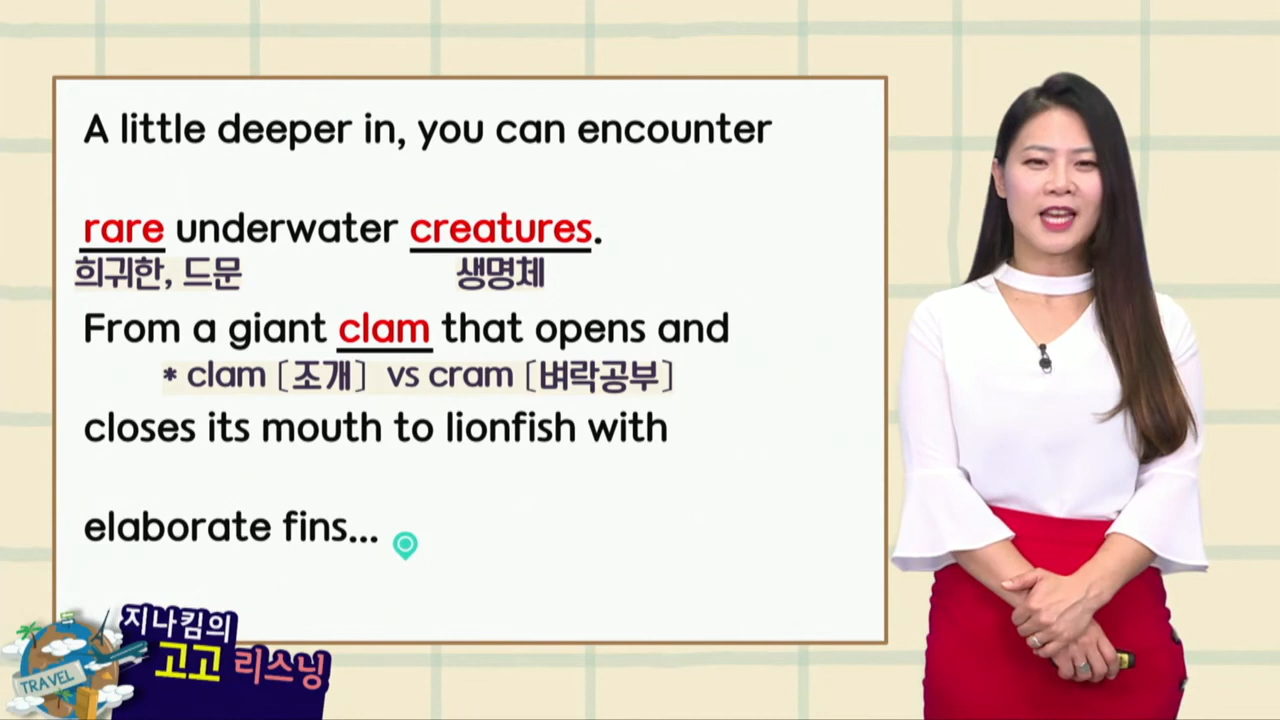 A little deeper in, you can encounter
rare underwater creatures.
희귀한, 드문 생명체
From a giant clam that opens and
* clam [조개] vs cram [벼락공부]
closes its mouth to lionfish with
elaborate fins...
지나킴의
고고 리스닝
TRAVEL